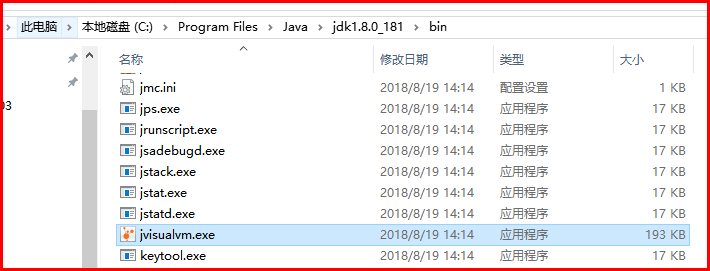 此电脑 > 本地磁盘 (C:) > Program Files > Java > jdk1.8.0_181 > bin
名称 修改日期 类型 大小
jmc.ini 2018/8/19 14:14 配置设置 1 KB
03 jps.exe 2018/8/19 14:14 应用程序 17 KB
jrunscript.exe 2018/8/19 14:14 应用程序 17 KB
jsadebugd.exe 2018/8/19 14:14 应用程序 17 KB
jstack.exe 2018/8/19 14:14 应用程序 17 KB
jstat.exe 2018/8/19 14:14 应用程序 17 KB
jstatd.exe 2018/8/19 14:14 应用程序 17 KB
jvisualvm.exe 2018/8/19 14:14 应用程序 193 KB
keytool.exe 2018/8/19 14:14 应用程序 17 KB